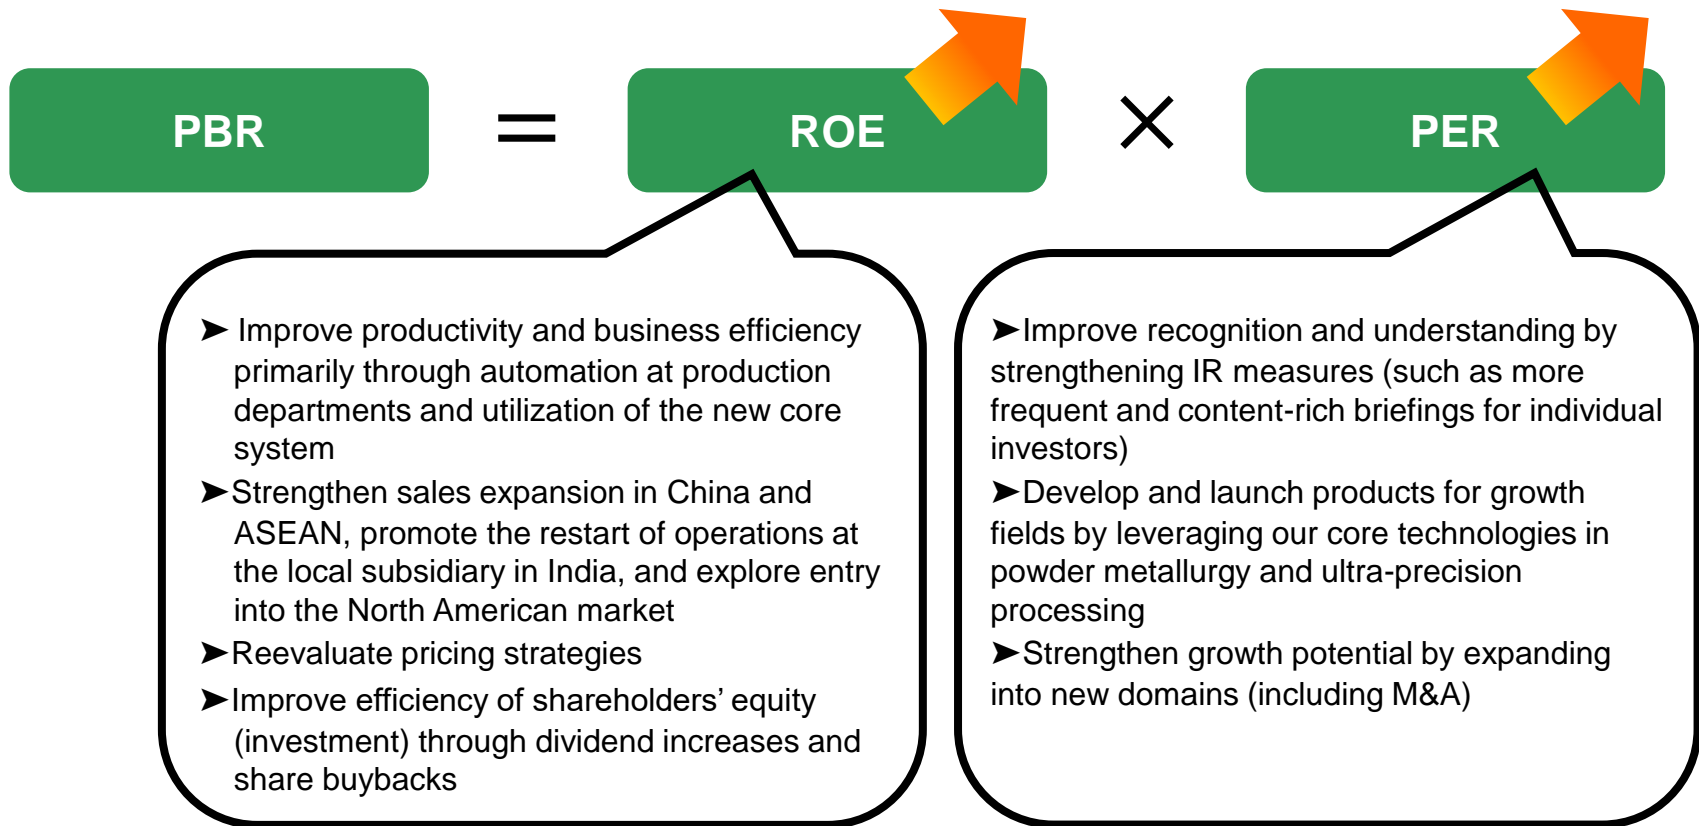 PBR = ROE × PER
➤ Improve productivity and business efficiency
primarily through automation at production
departments and utilization of the new core
system
➤Strengthen sales expansion in China and
ASEAN, promote the restart of operations at
the local subsidiary in India, and explore entry
into the North American market
➤Reevaluate pricing strategies
➤Improve efficiency of shareholders’ equity
(investment) through dividend increases and
share buybacks
➤Improve recognition and understanding by
strengthening IR measures (such as more
frequent and content-rich briefings for individual
investors)
➤Develop and launch products for growth
fields by leveraging our core technologies in
powder metallurgy and ultra-precision
processing
➤Strengthen growth potential by expanding
into new domains (including M&A)